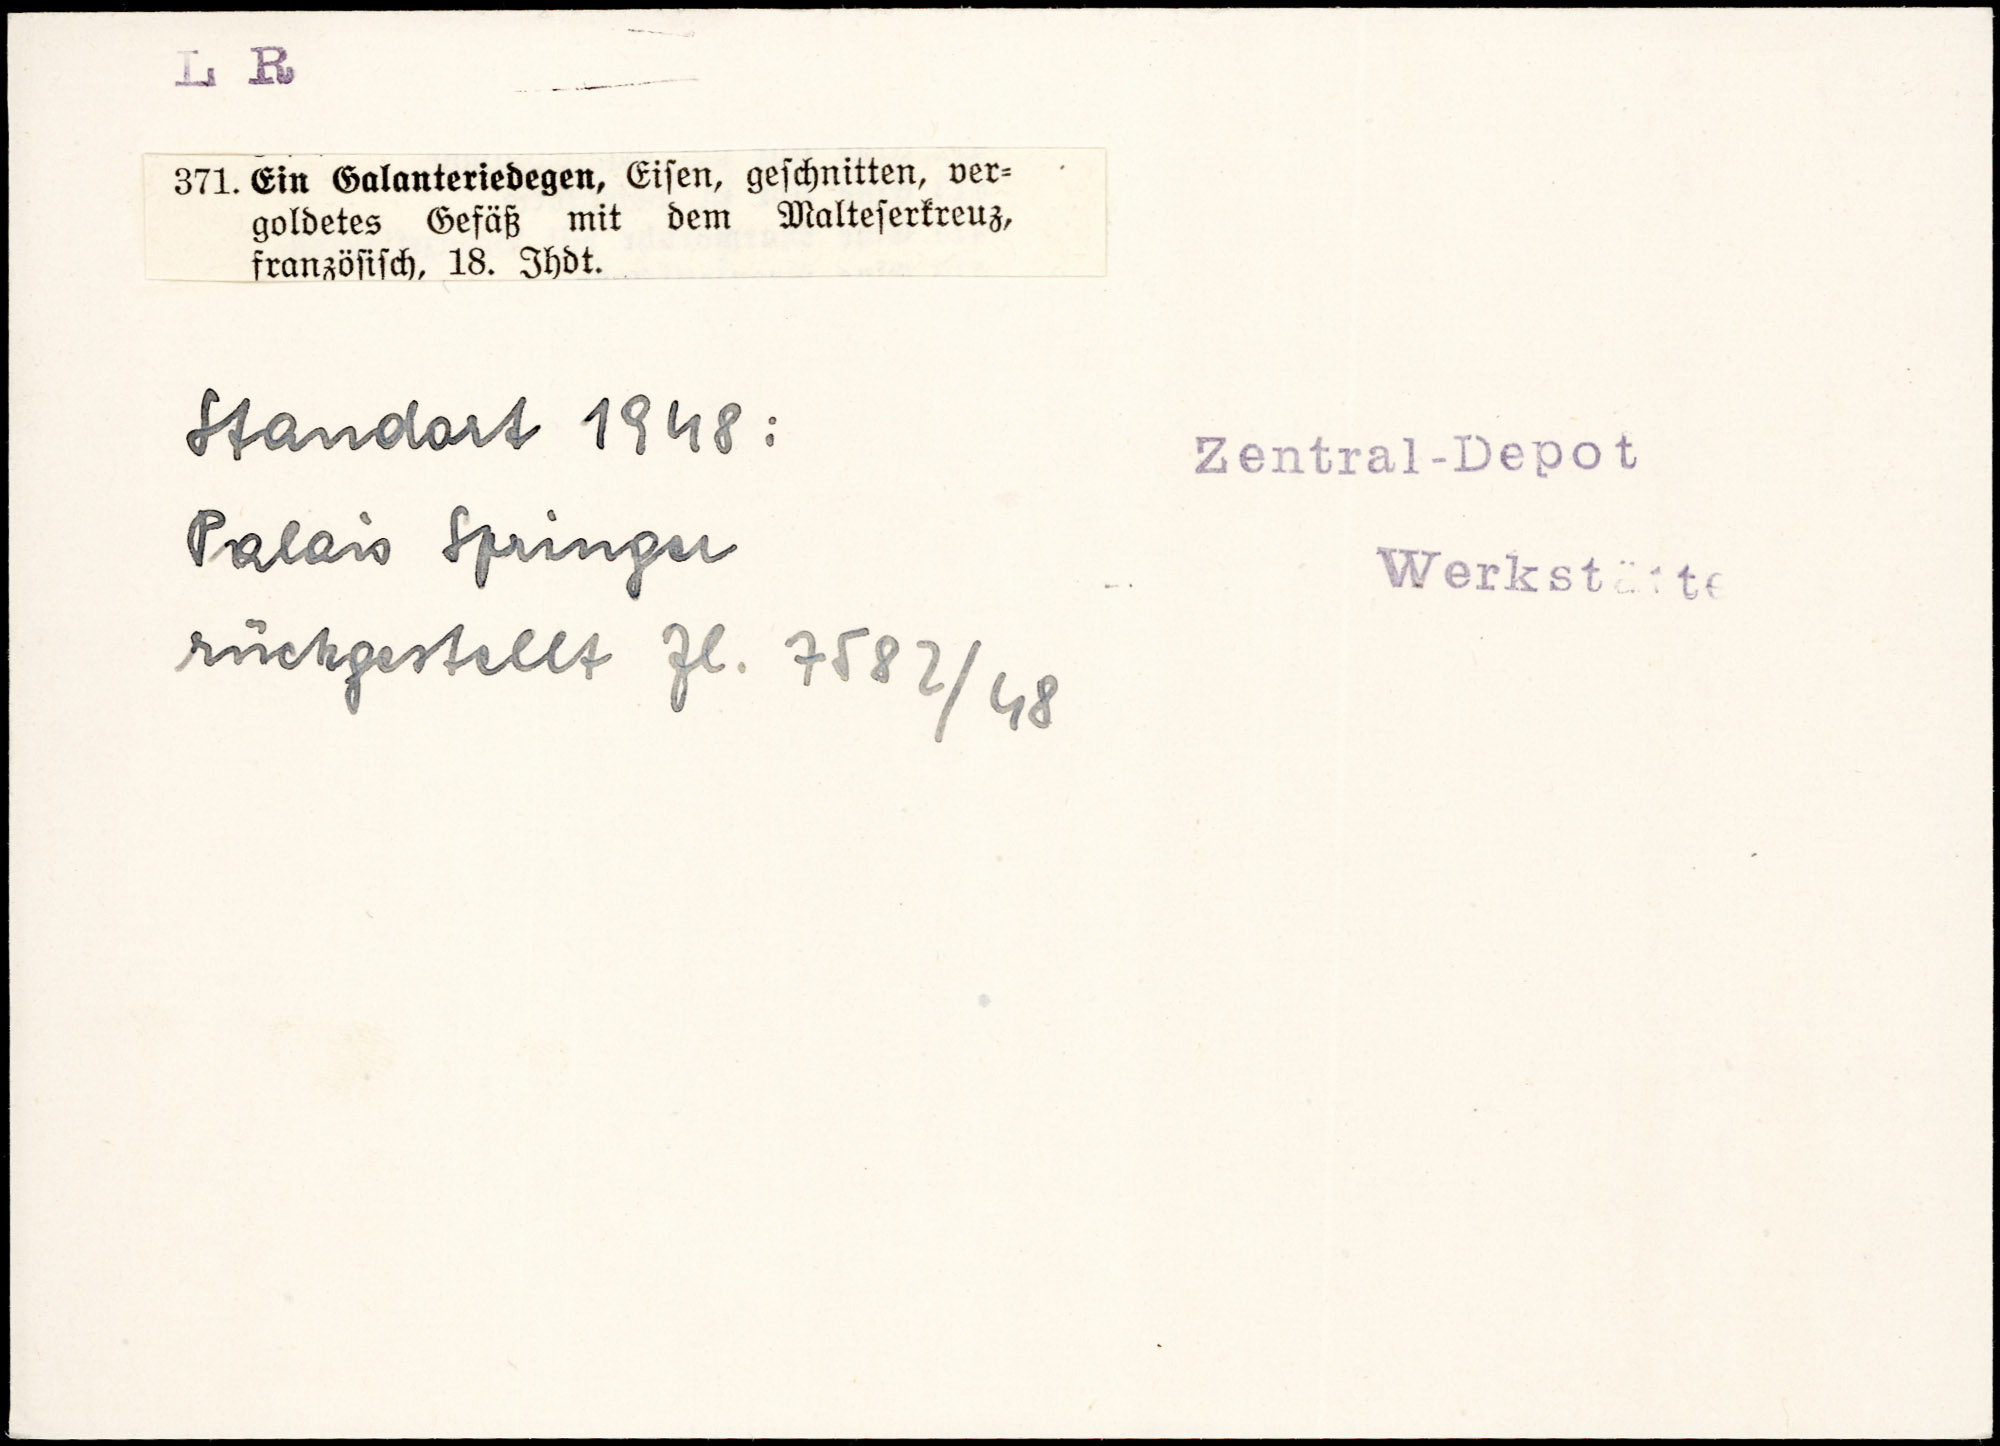 L R
371. Ein Galanteriedegen, Eisen, geschnitten, ver=
goldetes Gefäß mit dem Malteserkreuz,
französisch, 18. Jhdt.
Standort 1948:
Palais Springer
rückgestellt Zl. 7582/48
Zentral-Depot
Werkstätte